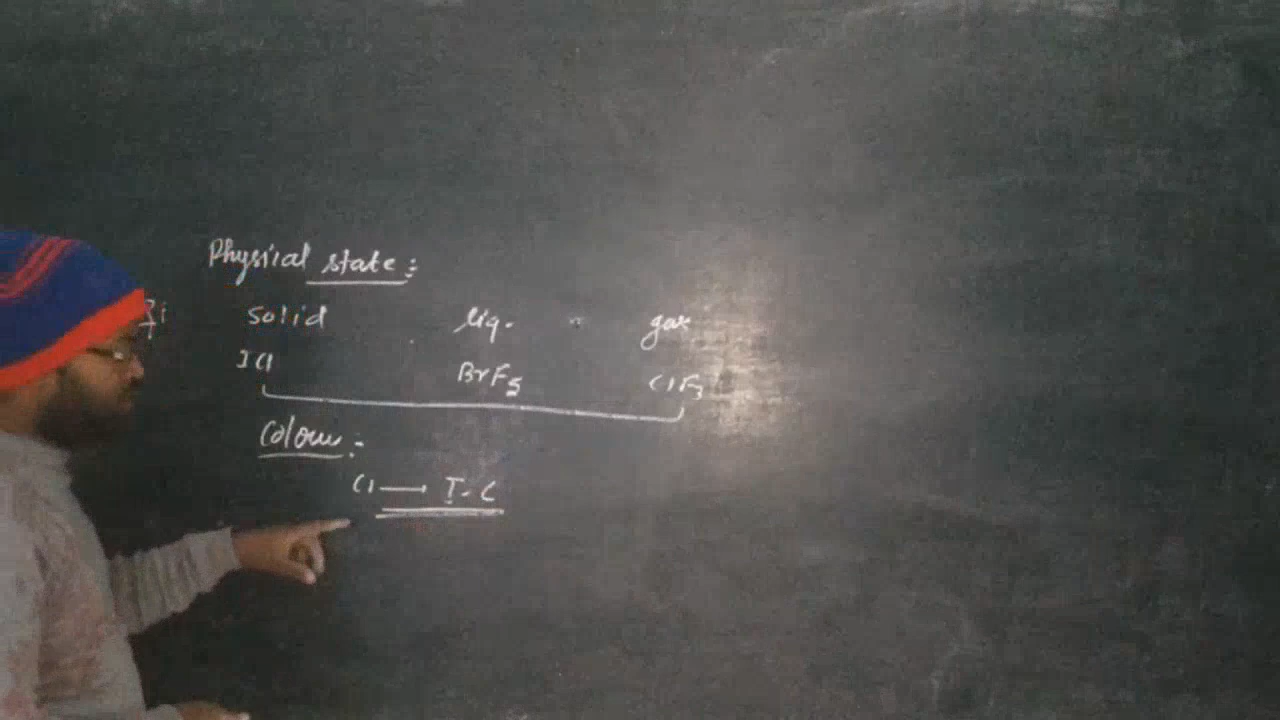 Physical state :
solid liq. gas
ICl BrF5 ClF3
Colour :-
Cl — I - C